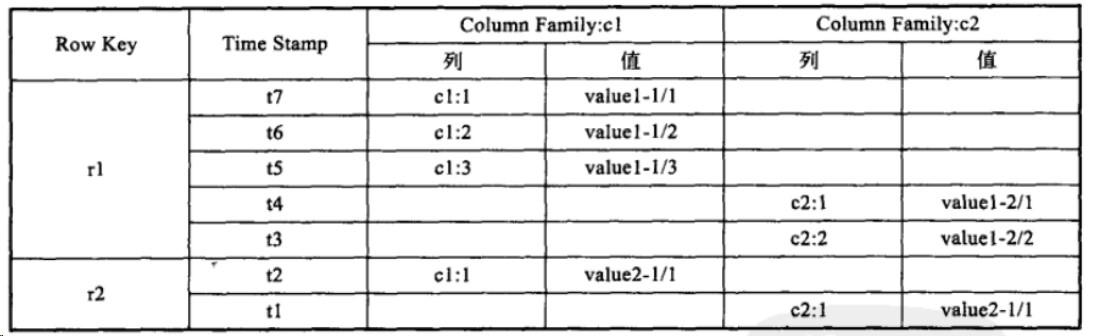 Row Key Time Stamp Column Family:c1 Column Family:c2
列 值 列 值
r1
t7 c1:1 value1-1/1
t6 c1:2 value1-1/2
t5 c1:3 value1-1/3
t4 c2:1 value1-2/1
t3 c2:2 value1-2/2
r2
t2 c1:1 value2-1/1
t1 c2:1 value2-1/1